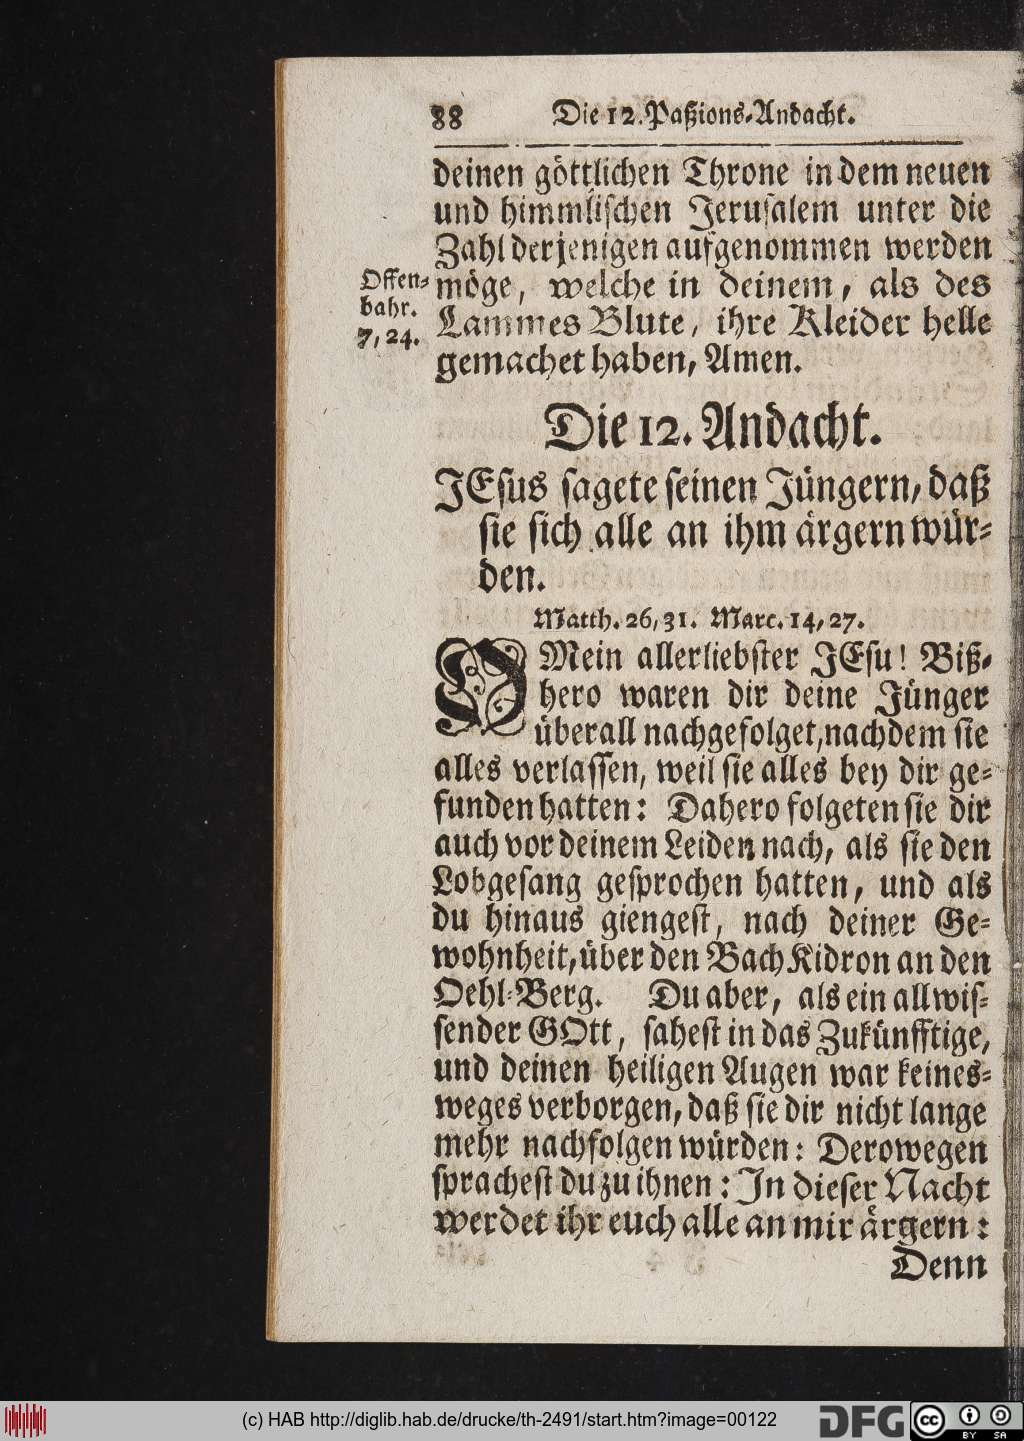 88 Die 12. Paßions-Andacht.
deinen göttlichen Throne in dem neuen
und himmlischen Jerusalem unter die
Zahl derjenigen aufgenommen werden
möge, welche in deinem, als des
Lammes Blute, ihre Kleider helle
gemachet haben, Amen.
Offen-
bahr.
7, 24.
Die 12. Andacht.
JEsus sagete seinen Jüngern, daß
sie sich alle an ihm ärgern wür-
den.
Matth. 26, 31. Marc. 14, 27.
O Mein allerliebster JEsu! Biß-
hero waren dir deine Jünger
überall nachgefolget, nachdem sie
alles verlassen, weil sie alles bey dir ge-
funden hatten: Dahero folgeten sie dir
auch vor deinem Leiden nach, als sie den
Lobgesang gesprochen hatten, und als
du hinaus giengest, nach deiner Ge-
wohnheit, über den Bach Kidron an den
Oehl-Berg. Du aber, als ein allwis-
sender GOtt, sahest in das Zukünfftige,
und deinen heiligen Augen war keines-
weges verborgen, daß sie dir nicht lange
mehr nachfolgen würden: Derowegen
sprachest du zu ihnen: In dieser Nacht
werdet ihr euch alle an mir ärgern:
Denn
(c) HAB http://diglib.hab.de/drucke/th-2491/start.htm?image=00122
DFG
cc
BY SA